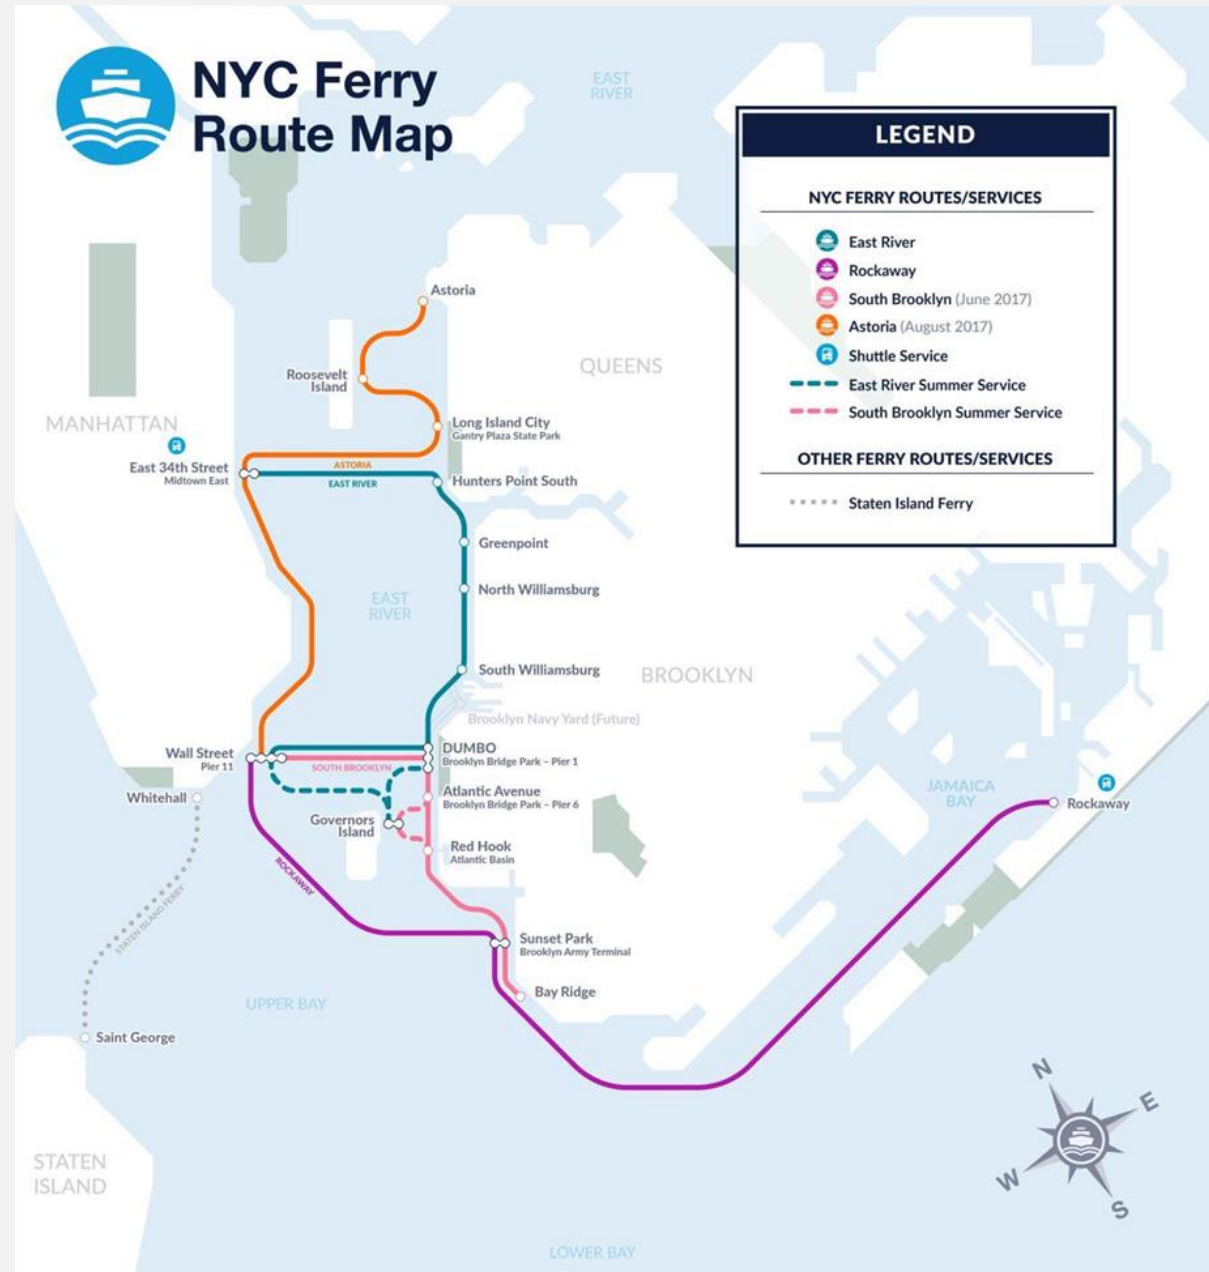 NYC Ferry
Route Map
EAST
RIVER
LEGEND
NYC FERRY ROUTES/SERVICES
East River
Rockaway
South Brooklyn (June 2017)
Astoria (August 2017)
Shuttle Service
East River Summer Service
South Brooklyn Summer Service
OTHER FERRY ROUTES/SERVICES
Staten Island Ferry
Astoria
QUEENS
Roosevelt
Island
MANHATTAN
Long Island City
Gantry Plaza State Park
East 34th Street
Midtown East
ASTORIA
EAST RIVER
Hunters Point South
Greenpoint
North Williamsburg
EAST
RIVER
South Williamsburg
BROOKLYN
Brooklyn Navy Yard (Future)
Wall Street
Pier 11
SOUTH BROOKLYN
DUMBO
Brooklyn Bridge Park – Pier 1
Whitehall
Atlantic Avenue
Brooklyn Bridge Park – Pier 6
JAMAICA
BAY
Rockaway
Governors
Island
Red Hook
Atlantic Basin
ROCKAWAY
STATEN ISLAND FERRY
Sunset Park
Brooklyn Army Terminal
Bay Ridge
UPPER BAY
Saint George
N
E
W
S
STATEN
ISLAND
LOWER BAY